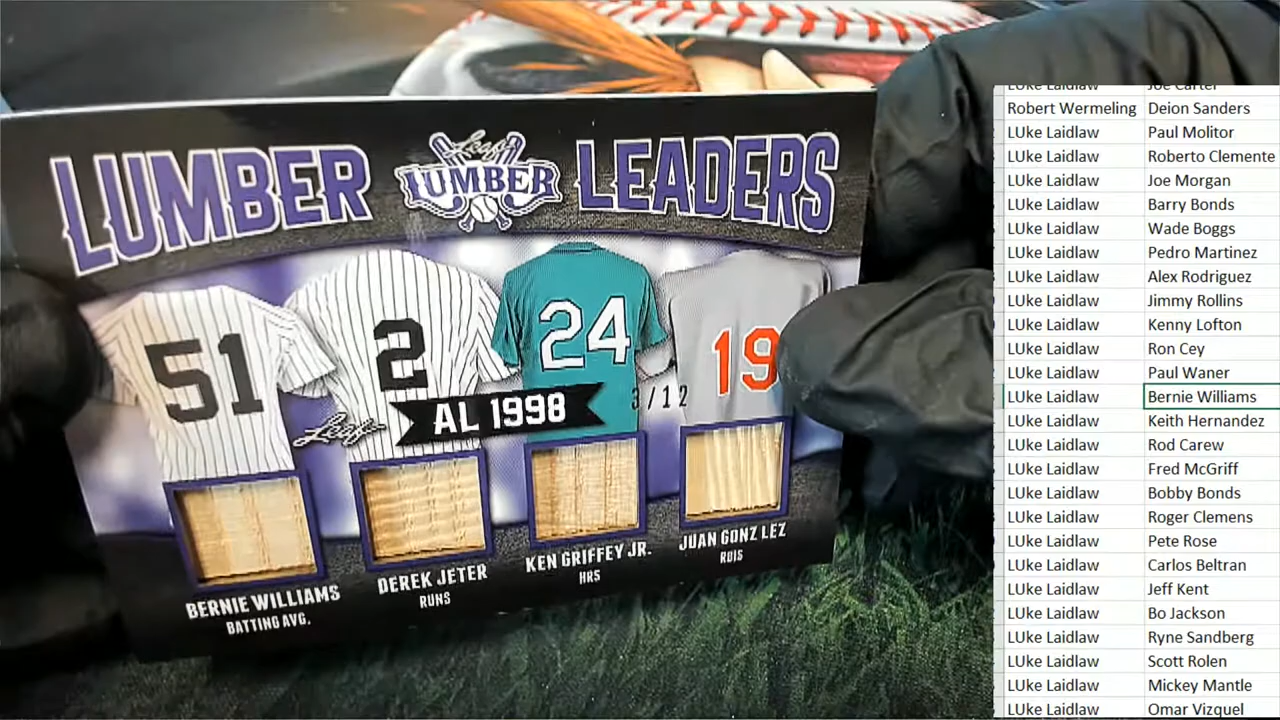 LUMBER Leaf LUMBER LEADERS
51 2 24 19
3/12
Leaf AL 1998
BERNIE WILLIAMS
BATTING AVG.
DEREK JETER
RUNS
KEN GRIFFEY JR.
HRS
JUAN GONZ LEZ
RBIS
LUke Laidlaw Joe Carter
Robert Wermeling Deion Sanders
LUke Laidlaw Paul Molitor
LUke Laidlaw Roberto Clemente
LUke Laidlaw Joe Morgan
LUke Laidlaw Barry Bonds
LUke Laidlaw Wade Boggs
LUke Laidlaw Pedro Martinez
LUke Laidlaw Alex Rodriguez
LUke Laidlaw Jimmy Rollins
LUke Laidlaw Kenny Lofton
LUke Laidlaw Ron Cey
LUke Laidlaw Paul Waner
LUke Laidlaw Bernie Williams
LUke Laidlaw Keith Hernandez
LUke Laidlaw Rod Carew
LUke Laidlaw Fred McGriff
LUke Laidlaw Bobby Bonds
LUke Laidlaw Roger Clemens
LUke Laidlaw Pete Rose
LUke Laidlaw Carlos Beltran
LUke Laidlaw Jeff Kent
LUke Laidlaw Bo Jackson
LUke Laidlaw Ryne Sandberg
LUke Laidlaw Scott Rolen
LUke Laidlaw Mickey Mantle
LUke Laidlaw Omar Vizquel